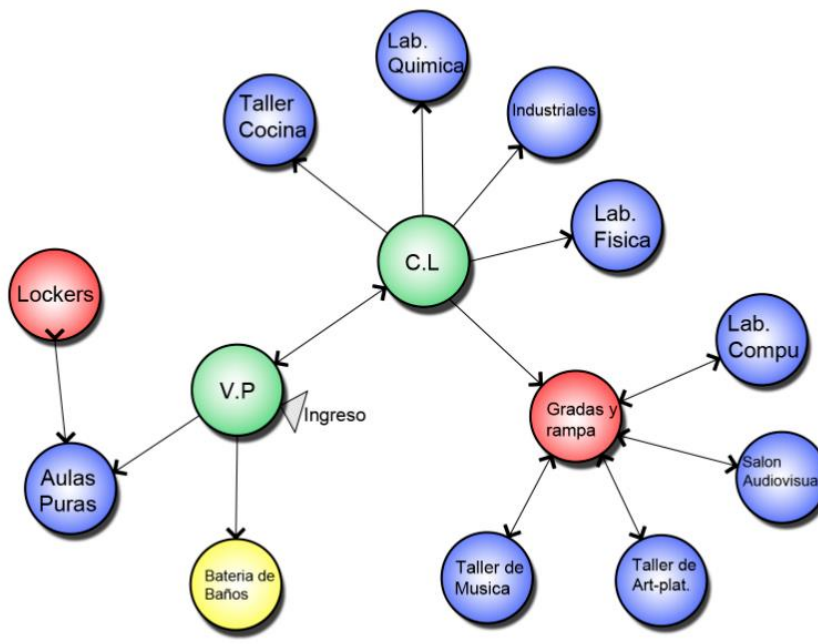 Lab.
Quimica
Taller
Cocina
Industriales
Lab.
Fisica
C.L
Lockers
Lab.
Compu
V.P
Ingreso
Gradas y
rampa
Aulas
Puras
Salon
Audiovisual
Bateria de
Baños
Taller de
Musica
Taller de
Art-plat.